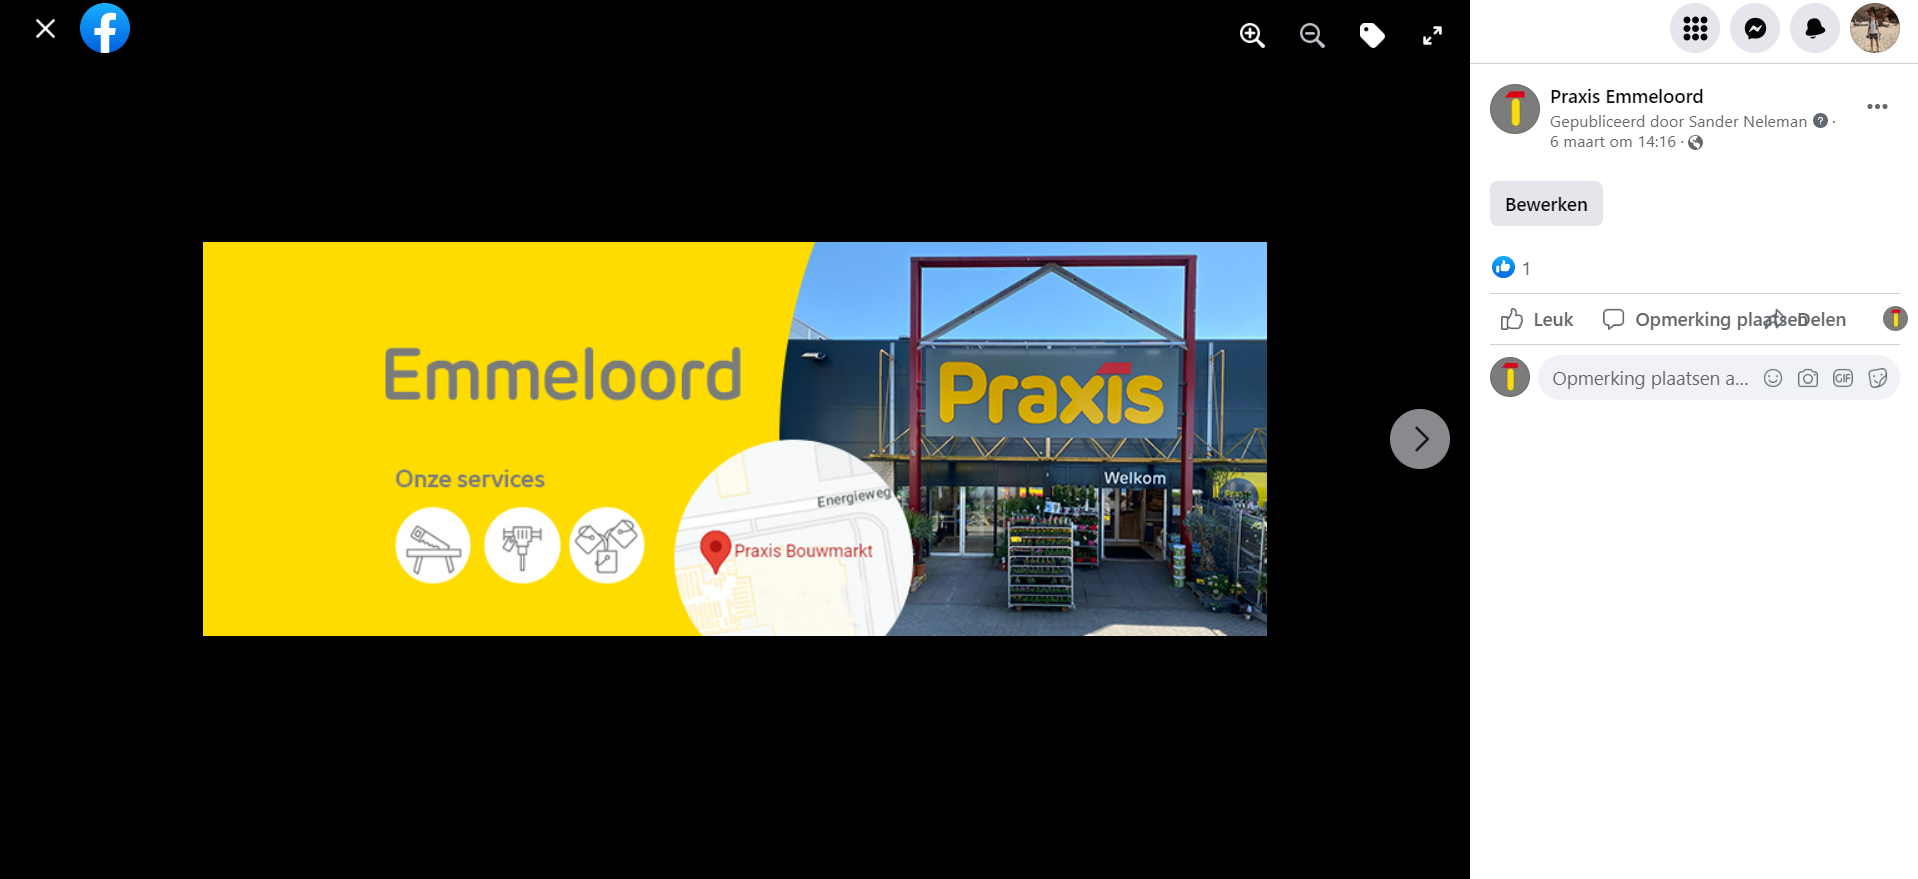 Emmeloord
Praxis
Onze services
Welkom
Energieweg
Praxis Bouwmarkt
Praxis Emmeloord
Gepubliceerd door Sander Neleman ·
6 maart om 14:16 ·
Bewerken
1
Leuk
Opmerking plaatsen
Delen
Opmerking plaatsen a...
GIF